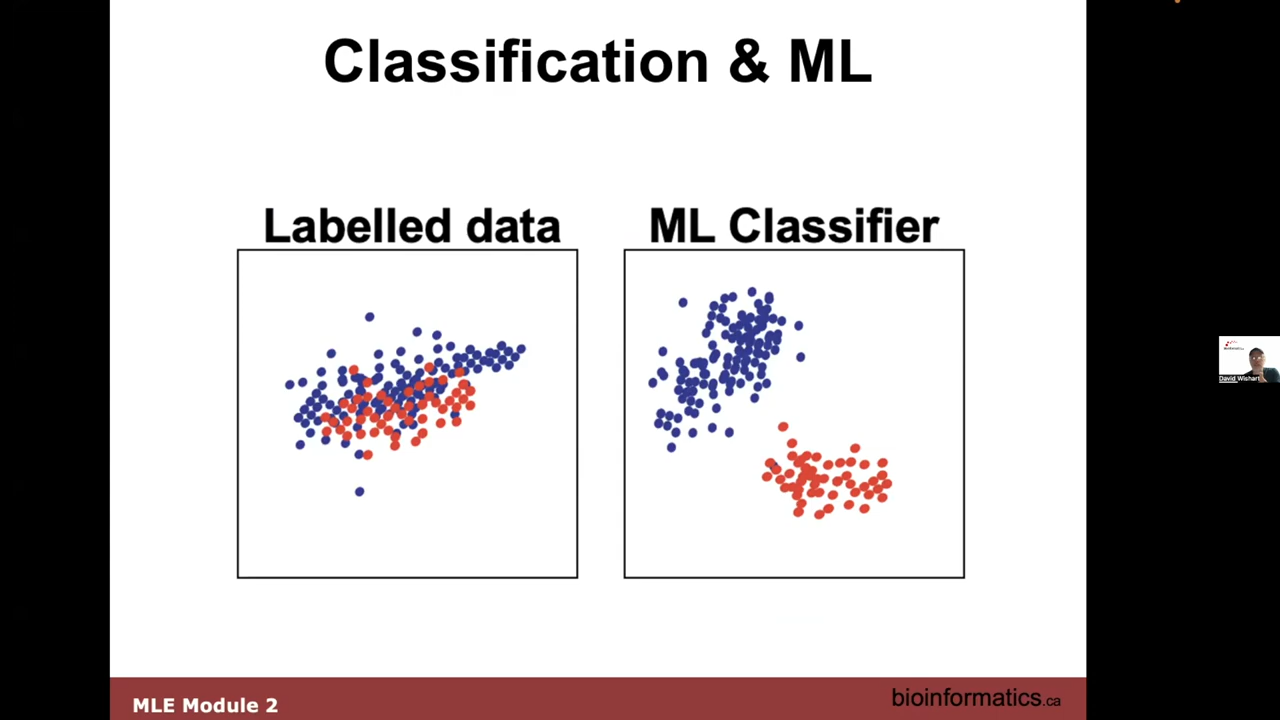 Classification & ML
Labelled data
ML Classifier
David Wishart
MLE Module 2
bioinformatics.ca